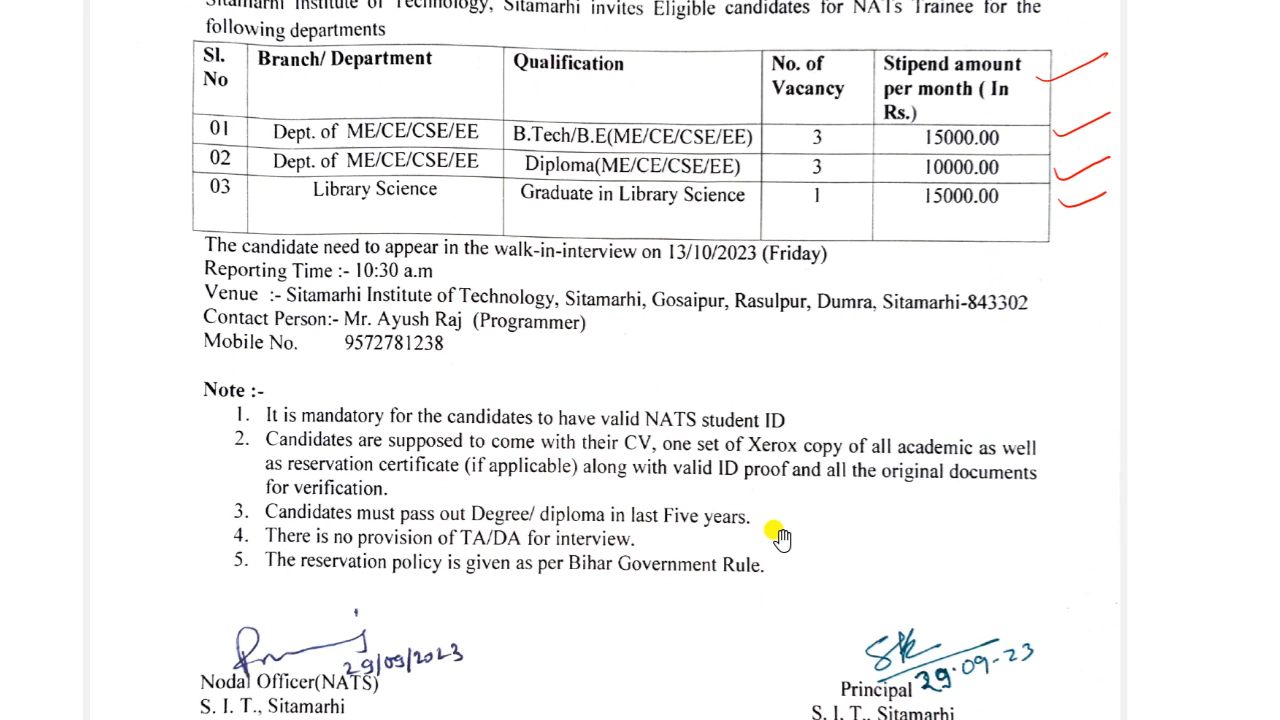 Sitamarhi Institute of Technology, Sitamarhi invites Eligible candidates for NATs Trainee for the
following departments
Sl. No Branch/ Department Qualification No. of Vacancy Stipend amount per month ( In Rs.)
01 Dept. of ME/CE/CSE/EE B.Tech/B.E(ME/CE/CSE/EE) 3 15000.00
02 Dept. of ME/CE/CSE/EE Diploma(ME/CE/CSE/EE) 3 10000.00
03 Library Science Graduate in Library Science 1 15000.00
The candidate need to appear in the walk-in-interview on 13/10/2023 (Friday)
Reporting Time :- 10:30 a.m
Venue :- Sitamarhi Institute of Technology, Sitamarhi, Gosaipur, Rasulpur, Dumra, Sitamarhi-843302
Contact Person:- Mr. Ayush Raj (Programmer)
Mobile No. 9572781238
Note :-
1. It is mandatory for the candidates to have valid NATS student ID
2. Candidates are supposed to come with their CV, one set of Xerox copy of all academic as well
as reservation certificate (if applicable) along with valid ID proof and all the original documents
for verification.
3. Candidates must pass out Degree/ diploma in last Five years.
4. There is no provision of TA/DA for interview.
5. The reservation policy is given as per Bihar Government Rule.
29/09/2023
Nodal Officer(NATS)
S. I. T., Sitamarhi
29-09-23
Principal
S. I. T., Sitamarhi